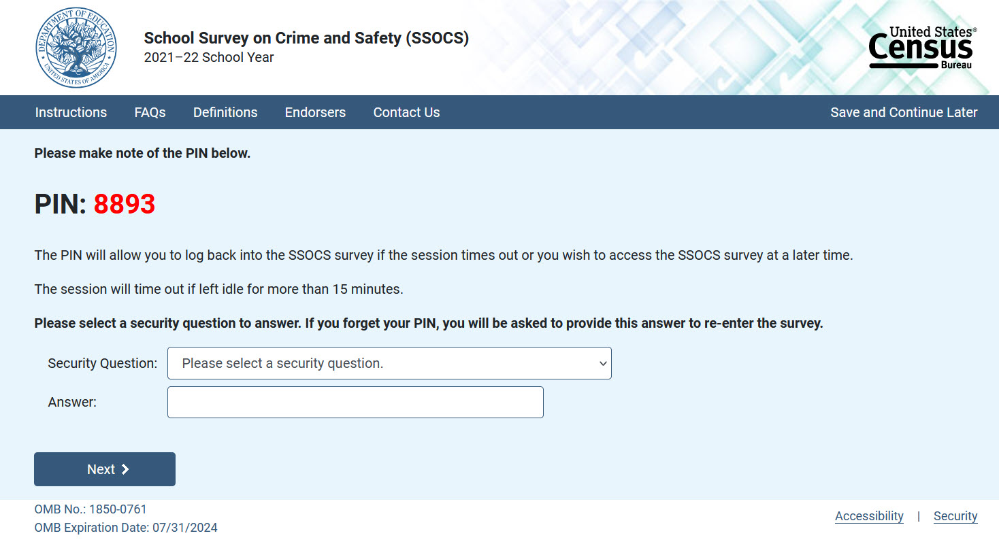 DEPARTMENT OF EDUCATION
UNITED STATES OF AMERICA
School Survey on Crime and Safety (SSOCS)
2021–22 School Year
United States®
Census
Bureau
Instructions FAQs Definitions Endorsers Contact Us Save and Continue Later
Please make note of the PIN below.
PIN: 8893
The PIN will allow you to log back into the SSOCS survey if the session times out or you wish to access the SSOCS survey at a later time.
The session will time out if left idle for more than 15 minutes.
Please select a security question to answer. If you forget your PIN, you will be asked to provide this answer to re-enter the survey.
Security Question: Please select a security question.
Answer:
Next
OMB No.: 1850-0761
OMB Expiration Date: 07/31/2024
Accessibility | Security